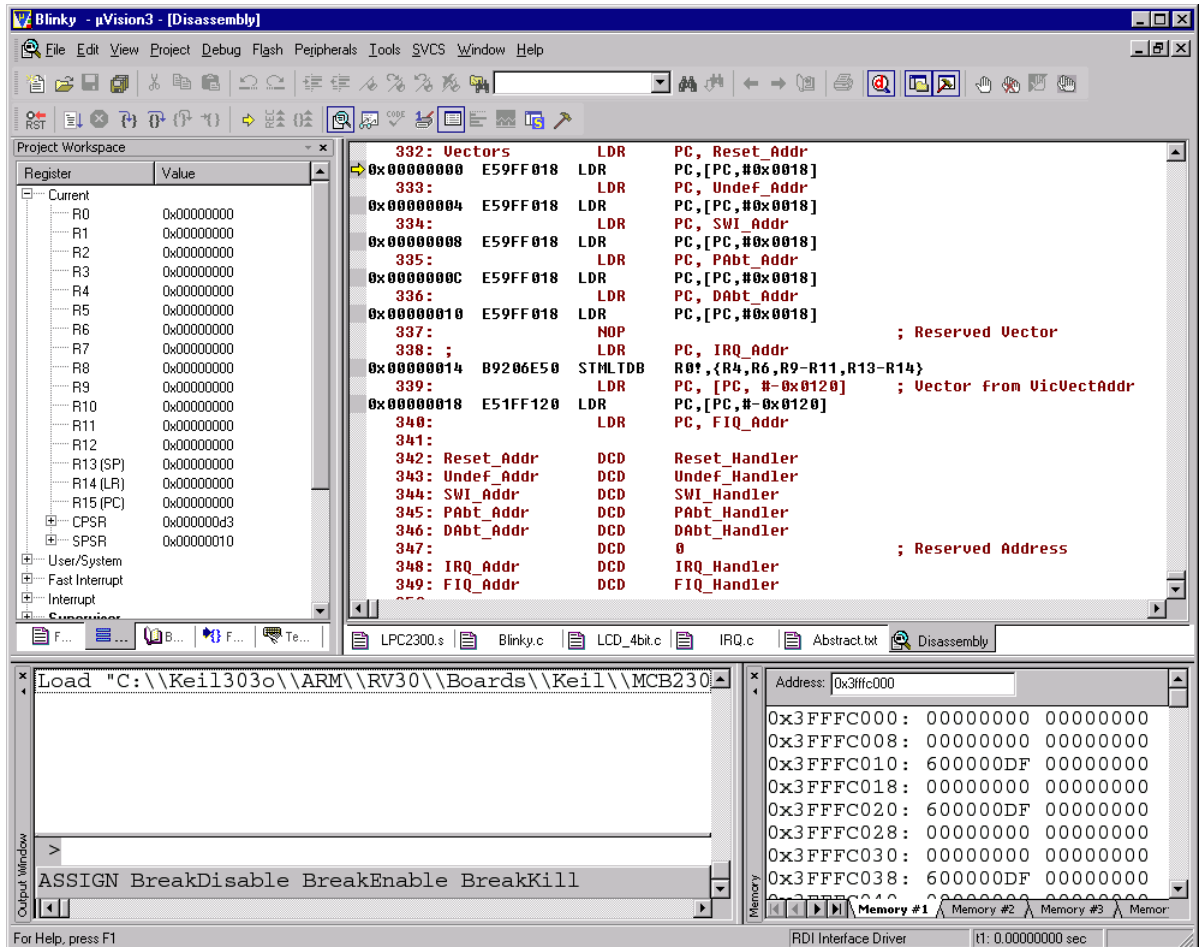 Blinky - µVision3 - [Disassembly]
File Edit View Project Debug Flash Peripherals Tools SVCS Window Help
RST CODE
Project Workspace
Register Value
Current
R0 0x00000000
R1 0x00000000
R2 0x00000000
R3 0x00000000
R4 0x00000000
R5 0x00000000
R6 0x00000000
R7 0x00000000
R8 0x00000000
R9 0x00000000
R10 0x00000000
R11 0x00000000
R12 0x00000000
R13 (SP) 0x00000000
R14 (LR) 0x00000000
R15 (PC) 0x00000000
CPSR 0x000000d3
SPSR 0x00000010
User/System
Fast Interrupt
Interrupt
Supervisor
F... ... B... F... Te...
332: Vectors LDR PC, Reset_Addr
0x00000000 E59FF018 LDR PC,[PC,#0x0018]
333: LDR PC, Undef_Addr
0x00000004 E59FF018 LDR PC,[PC,#0x0018]
334: LDR PC, SWI_Addr
0x00000008 E59FF018 LDR PC,[PC,#0x0018]
335: LDR PC, PAbt_Addr
0x0000000C E59FF018 LDR PC,[PC,#0x0018]
336: LDR PC, DAbt_Addr
0x00000010 E59FF018 LDR PC,[PC,#0x0018]
337: NOP ; Reserved Vector
338: ; LDR PC, IRQ_Addr
0x00000014 B9206E50 STMLTDB R0!,{R4,R6,R9-R11,R13-R14}
339: LDR PC, [PC, #-0x0120] ; Vector from VicVectAddr
0x00000018 E51FF120 LDR PC,[PC,#-0x0120]
340: LDR PC, FIQ_Addr
341:
342: Reset_Addr DCD Reset_Handler
343: Undef_Addr DCD Undef_Handler
344: SWI_Addr DCD SWI_Handler
345: PAbt_Addr DCD PAbt_Handler
346: DAbt_Addr DCD DAbt_Handler
347: DCD 0 ; Reserved Address
348: IRQ_Addr DCD IRQ_Handler
349: FIQ_Addr DCD FIQ_Handler
LPC2300.s Blinky.c LCD_4bit.c IRQ.c Abstract.txt Disassembly
Load "C:\\Keil303o\\ARM\\RV30\\Boards\\Keil\\MCB230
>
ASSIGN BreakDisable BreakEnable BreakKill
Output Window
Address: 0x3fffc000
0x3FFFC000: 00000000 00000000
0x3FFFC008: 00000000 00000000
0x3FFFC010: 600000DF 00000000
0x3FFFC018: 00000000 00000000
0x3FFFC020: 600000DF 00000000
0x3FFFC028: 00000000 00000000
0x3FFFC030: 00000000 00000000
0x3FFFC038: 600000DF 00000000
Memory #1 Memory #2 Memory #3 Memor
Memory
For Help, press F1 RDI Interface Driver t1: 0.00000000 sec